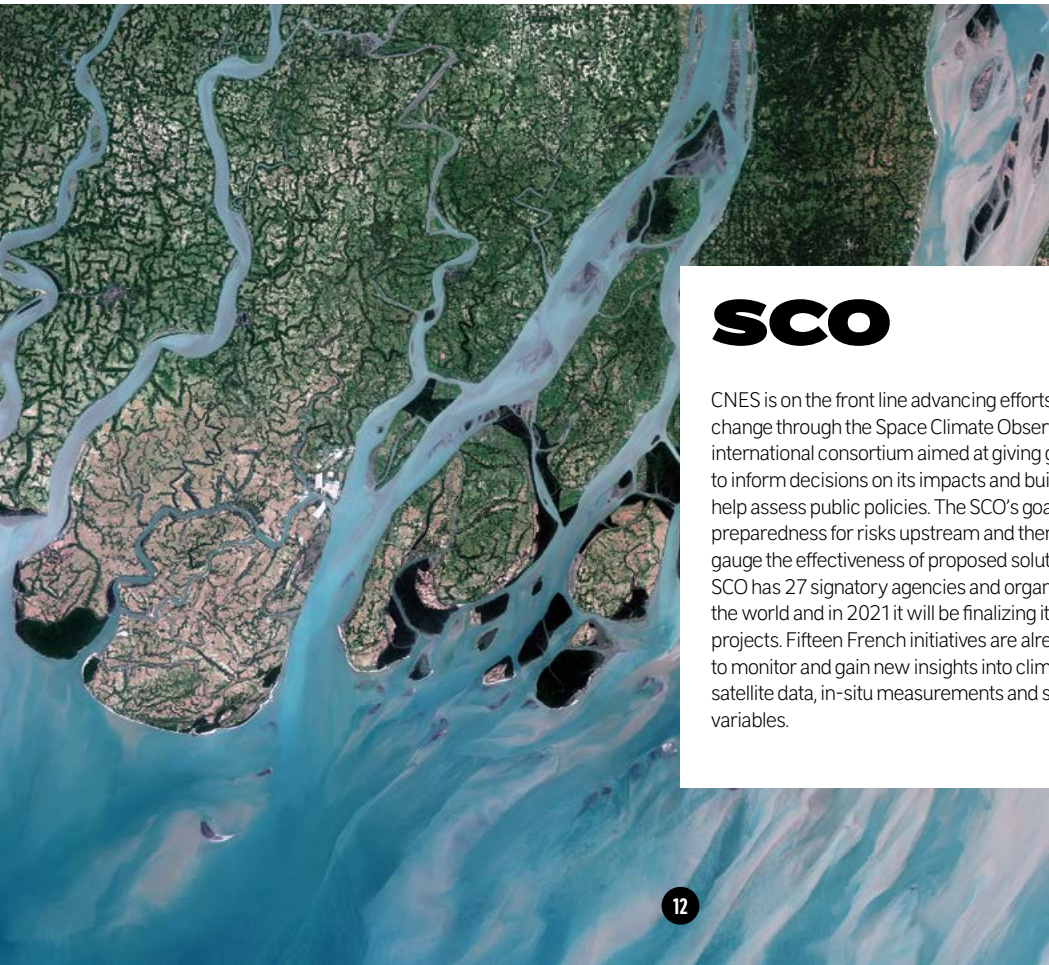 SCO
CNES is on the front line advancing efforts
change through the Space Climate Obser
international consortium aimed at giving g
to inform decisions on its impacts and bui
help assess public policies. The SCO's goa
preparedness for risks upstream and ther
gauge the effectiveness of proposed solut
SCO has 27 signatory agencies and organ
the world and in 2021 it will be finalizing it
projects. Fifteen French initiatives are alre
to monitor and gain new insights into clim
satellite data, in-situ measurements and s
variables.
12